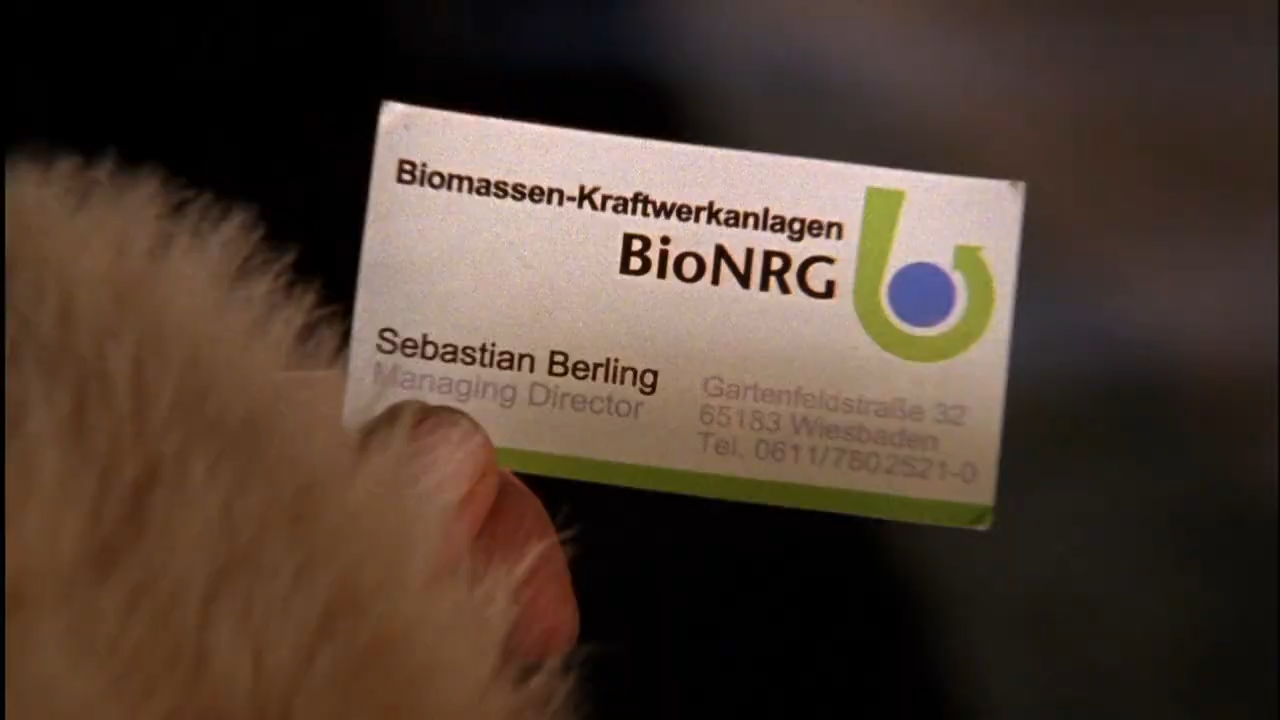 Biomassen-Kraftwerkanlagen
BioNRG
Sebastian Berling
Managing Director
Gartenfeldstraße 32
65183 Wiesbaden
Tel. 0611/7802521-0